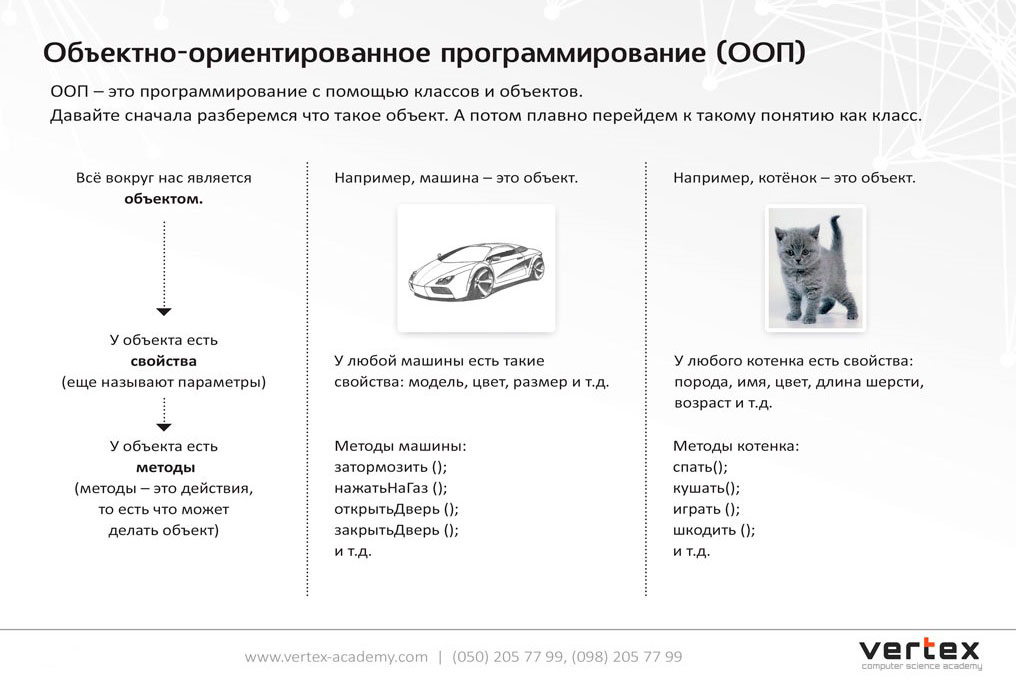 Объектно-ориентированное программирование (ООП)
ООП – это программирование с помощью классов и объектов.
Давайте сначала разберемся что такое объект. А потом плавно перейдем к такому понятию как класс.
Всё вокруг нас является
объектом.
У объекта есть
свойства
(еще называют параметры)
У объекта есть
методы
(методы – это действия,
то есть что может
делать объект)
Например, машина – это объект.
У любой машины есть такие
свойства: модель, цвет, размер и т.д.
Методы машины:
затормозить ();
нажатьНаГаз ();
открытьДверь ();
закрытьДверь ();
и т.д.
Например, котёнок – это объект.
У любого котенка есть свойства:
порода, имя, цвет, длина шерсти,
возраст и т.д.
Методы котенка:
спать();
кушать();
играть ();
шкодить ();
и т.д.
www.vertex-academy.com | (050) 205 77 99, (098) 205 77 99
vertex
computer science academy